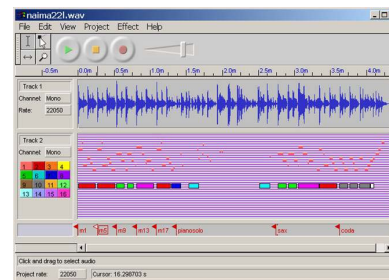 naima22l.wav
File Edit View Project Effect Help
-0.5m 0.0m 0.5m 1.0m 1.5m 2.0m 2.5m 3.0m 3.5m 4.0m
Track 1
Channel: Mono
Rate: 22050
Track 2
Channel: Mono
1 2 3 4
5 6 7 8
9 10 11 12
13 14 15 16
m1 m5 m9 m13 m17 pianosolo sax coda
Click and drag to select audio
Project rate: 22050 Cursor: 16.298703 s